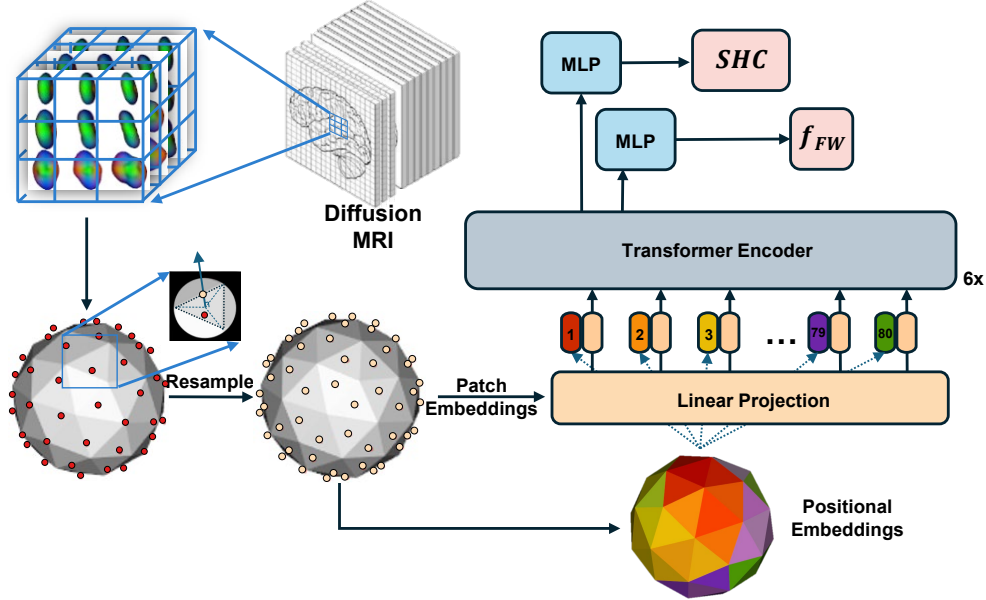 MLP
SHC
MLP
f_FW
Diffusion
MRI
Transformer Encoder
6x
1
2
3
...
79
80
Resample
Patch
Embeddings
Linear Projection
Positional
Embeddings